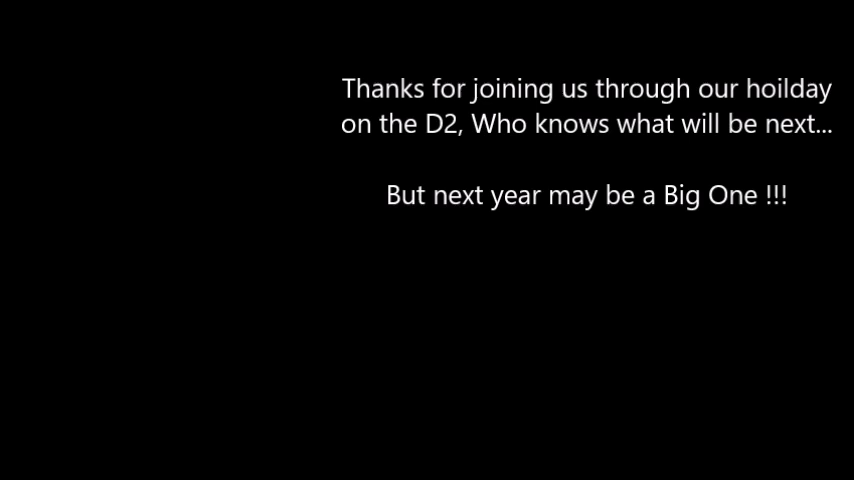 Thanks for joining us through our hoilday
on the D2, Who knows what will be next...
But next year may be a Big One !!!